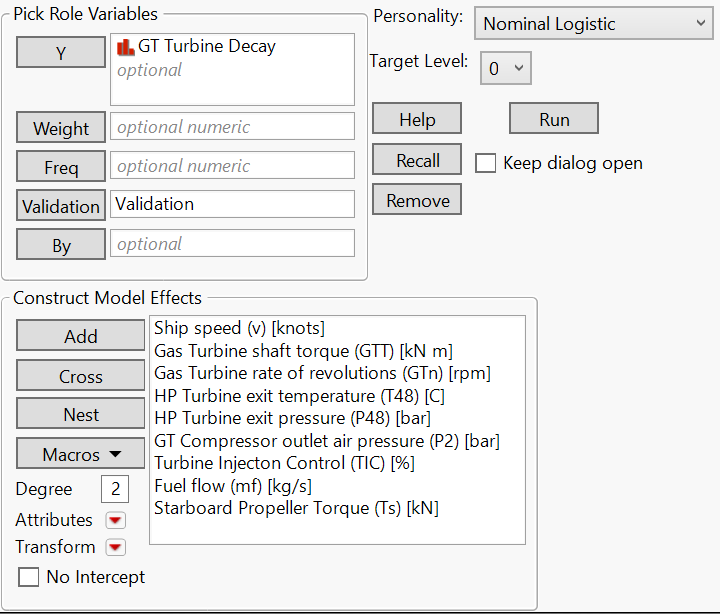 Pick Role Variables
Y
GT Turbine Decay
optional
Weight
optional numeric
Freq
optional numeric
Validation
Validation
By
optional
Personality:
Nominal Logistic
Target Level:
0
Help
Run
Recall
Keep dialog open
Remove
Construct Model Effects
Add
Cross
Nest
Macros
Degree
2
Attributes
Transform
No Intercept
Ship speed (v) [knots]
Gas Turbine shaft torque (GTT) [kN m]
Gas Turbine rate of revolutions (GTn) [rpm]
HP Turbine exit temperature (T48) [C]
HP Turbine exit pressure (P48) [bar]
GT Compressor outlet air pressure (P2) [bar]
Turbine Injecton Control (TIC) [%]
Fuel flow (mf) [kg/s]
Starboard Propeller Torque (Ts) [kN]